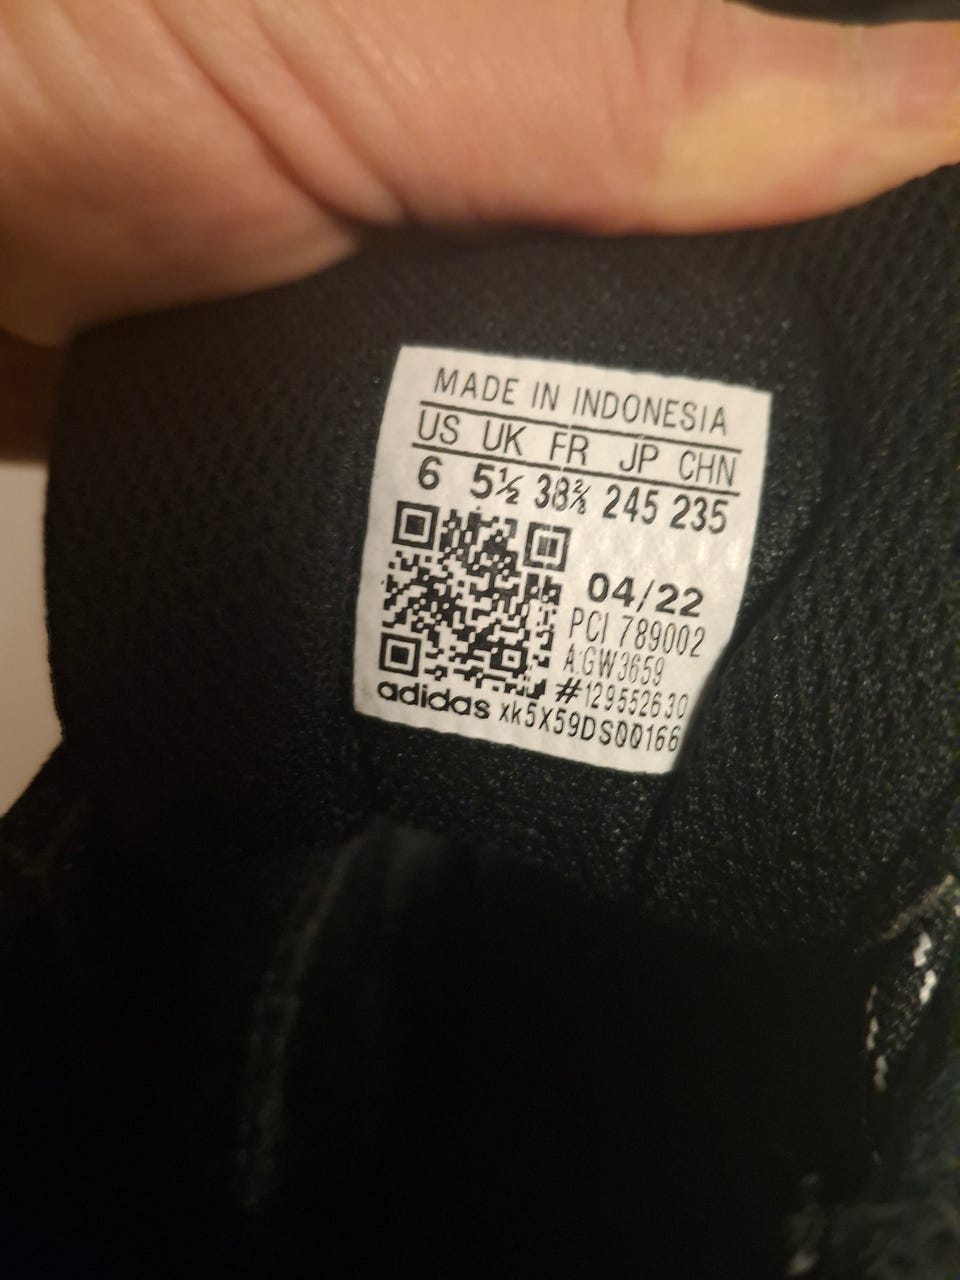 MADE IN INDONESIA
US UK FR JP CHN
6 5½ 38⅔ 245 235
04/22
PCI 789002
A:GW3659
#129552630
adidas xk5X59DS00166